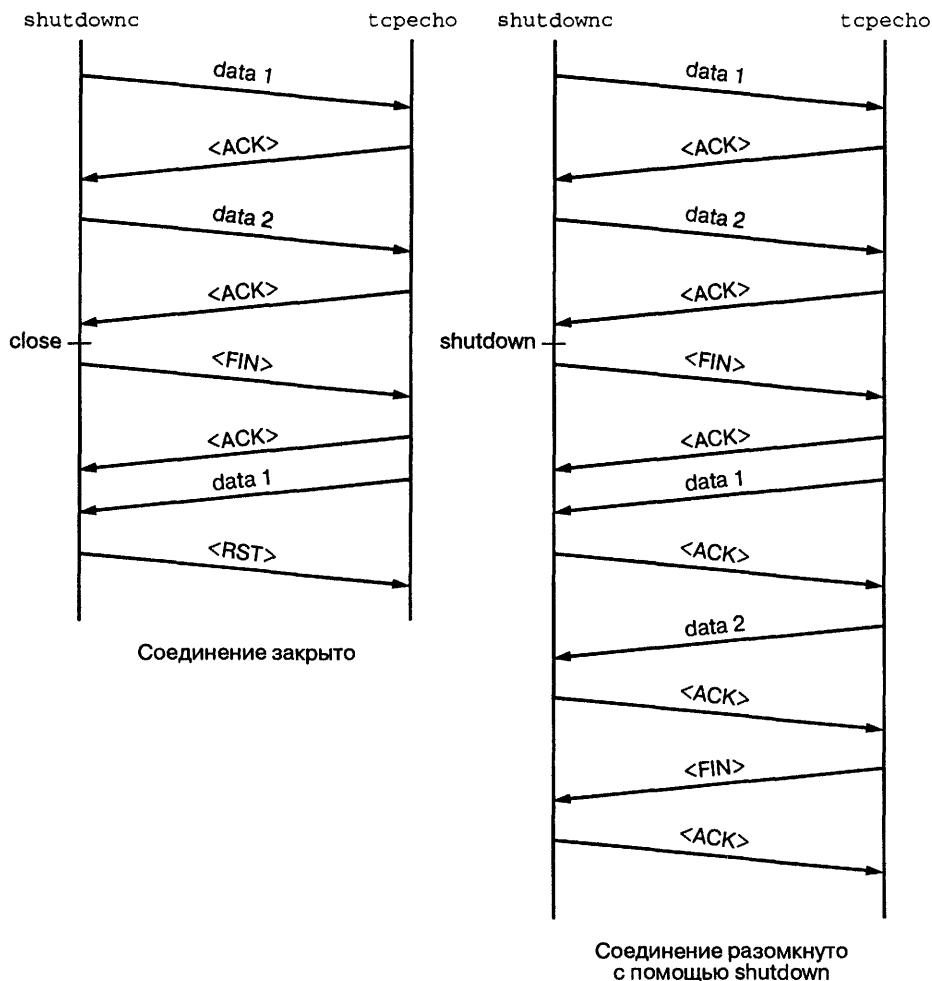 shutdownc
tcpecho
data 1
<ACK>
data 2
<ACK>
close
<FIN>
<ACK>
data 1
<RST>
Соединение закрыто
shutdownc
tcpecho
data 1
<ACK>
data 2
<ACK>
shutdown
<FIN>
<ACK>
data 1
<ACK>
data 2
<ACK>
<FIN>
<ACK>
Соединение разомкнуто
с помощью shutdown